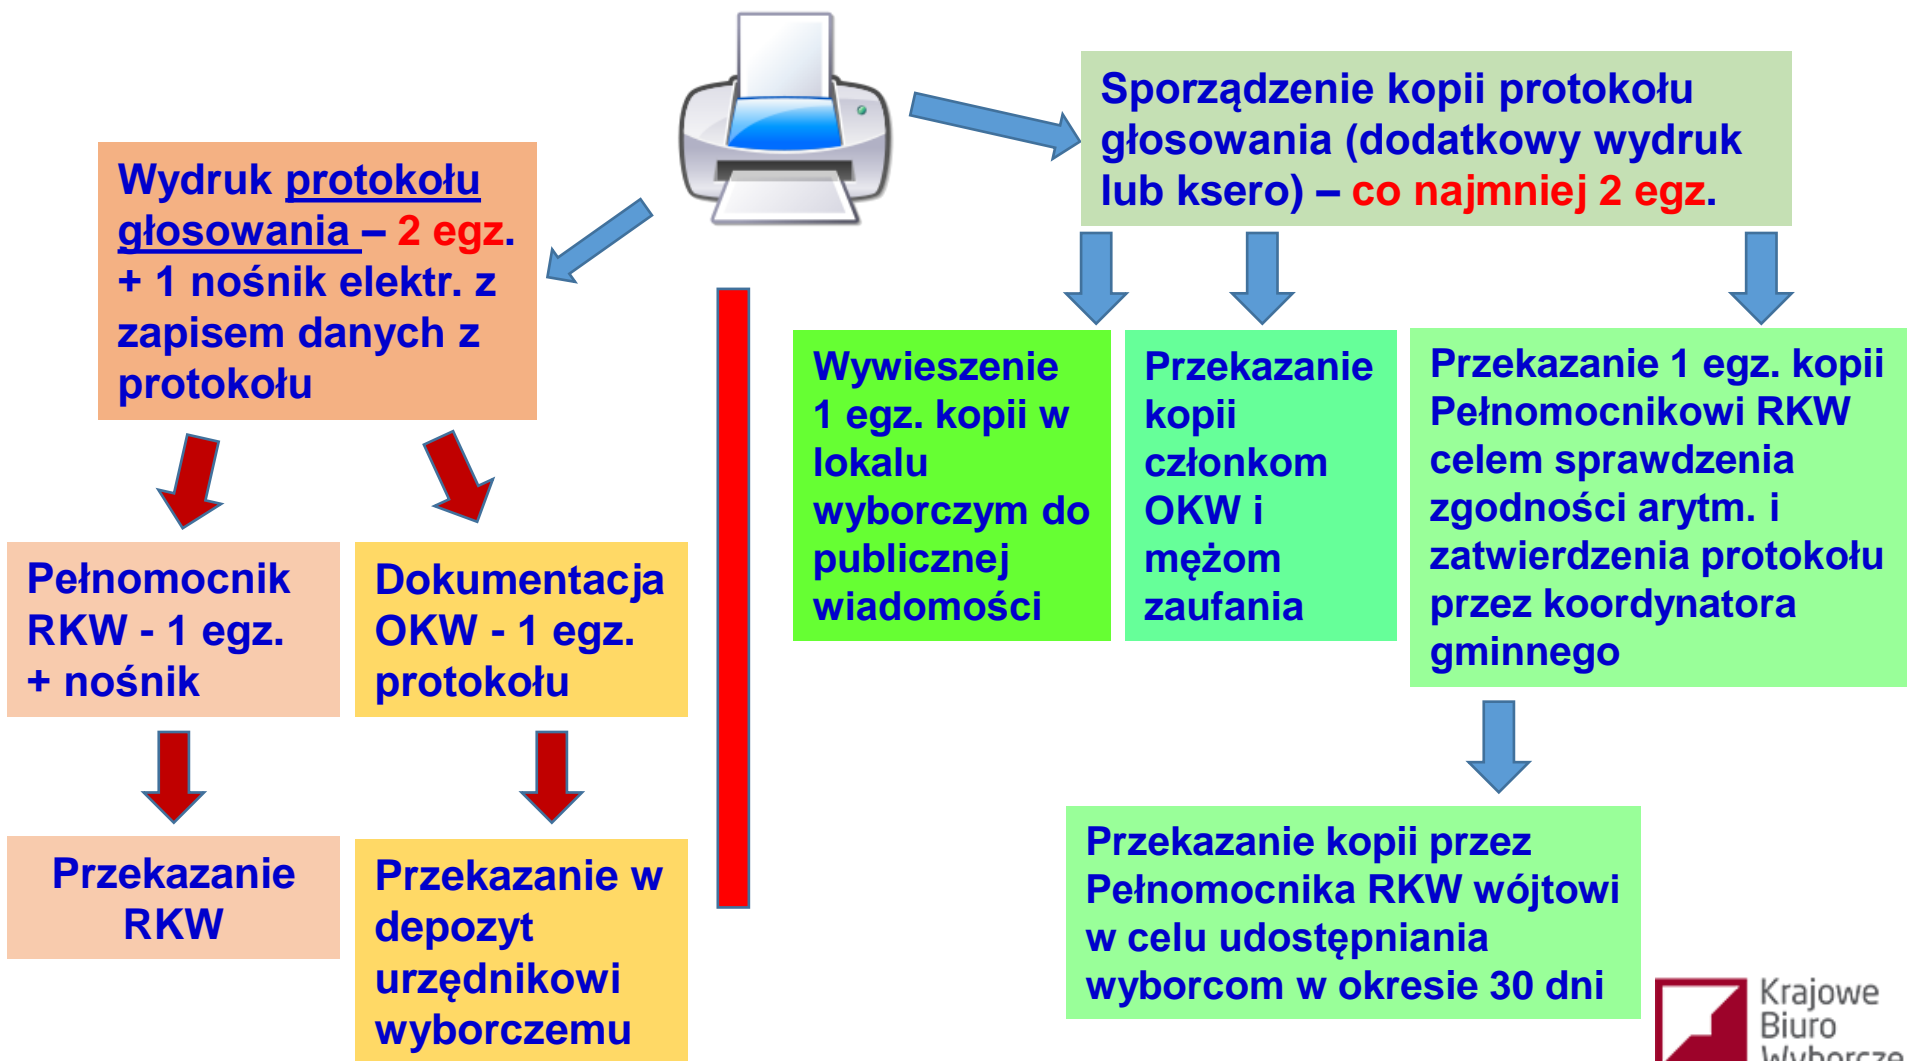 Sporządzenie kopii protokołu
głosowania (dodatkowy wydruk
lub ksero) – co najmniej 2 egz.
Wydruk protokołu
głosowania – 2 egz.
+ 1 nośnik elektr. z
zapisem danych z
protokołu
Wywieszenie
1 egz. kopii w
lokalu
wyborczym do
publicznej
wiadomości
Przekazanie
kopii
członkom
OKW i
mężom
zaufania
Przekazanie 1 egz. kopii
Pełnomocnikowi RKW
celem sprawdzenia
zgodności arytm. i
zatwierdzenia protokołu
przez koordynatora
gminnego
Pełnomocnik
RKW - 1 egz.
+ nośnik
Dokumentacja
OKW - 1 egz.
protokołu
Przekazanie
RKW
Przekazanie w
depozyt
urzędnikowi
wyborczemu
Przekazanie kopii przez
Pełnomocnika RKW wójtowi
w celu udostępniania
wyborcom w okresie 30 dni
Krajowe
Biuro
Wyborcze